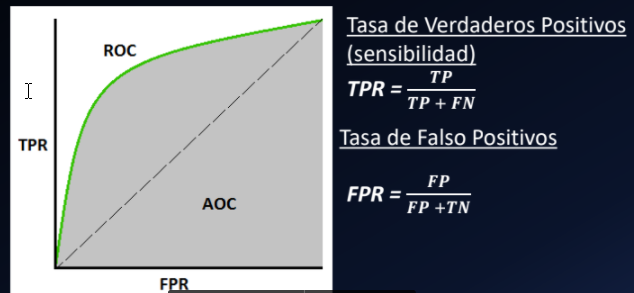 ROC
TPR
AOC
FPR
Tasa de Verdaderos Positivos
(sensibilidad)
TPR = TP / TP + FN
Tasa de Falso Positivos
FPR = FP / FP +TN